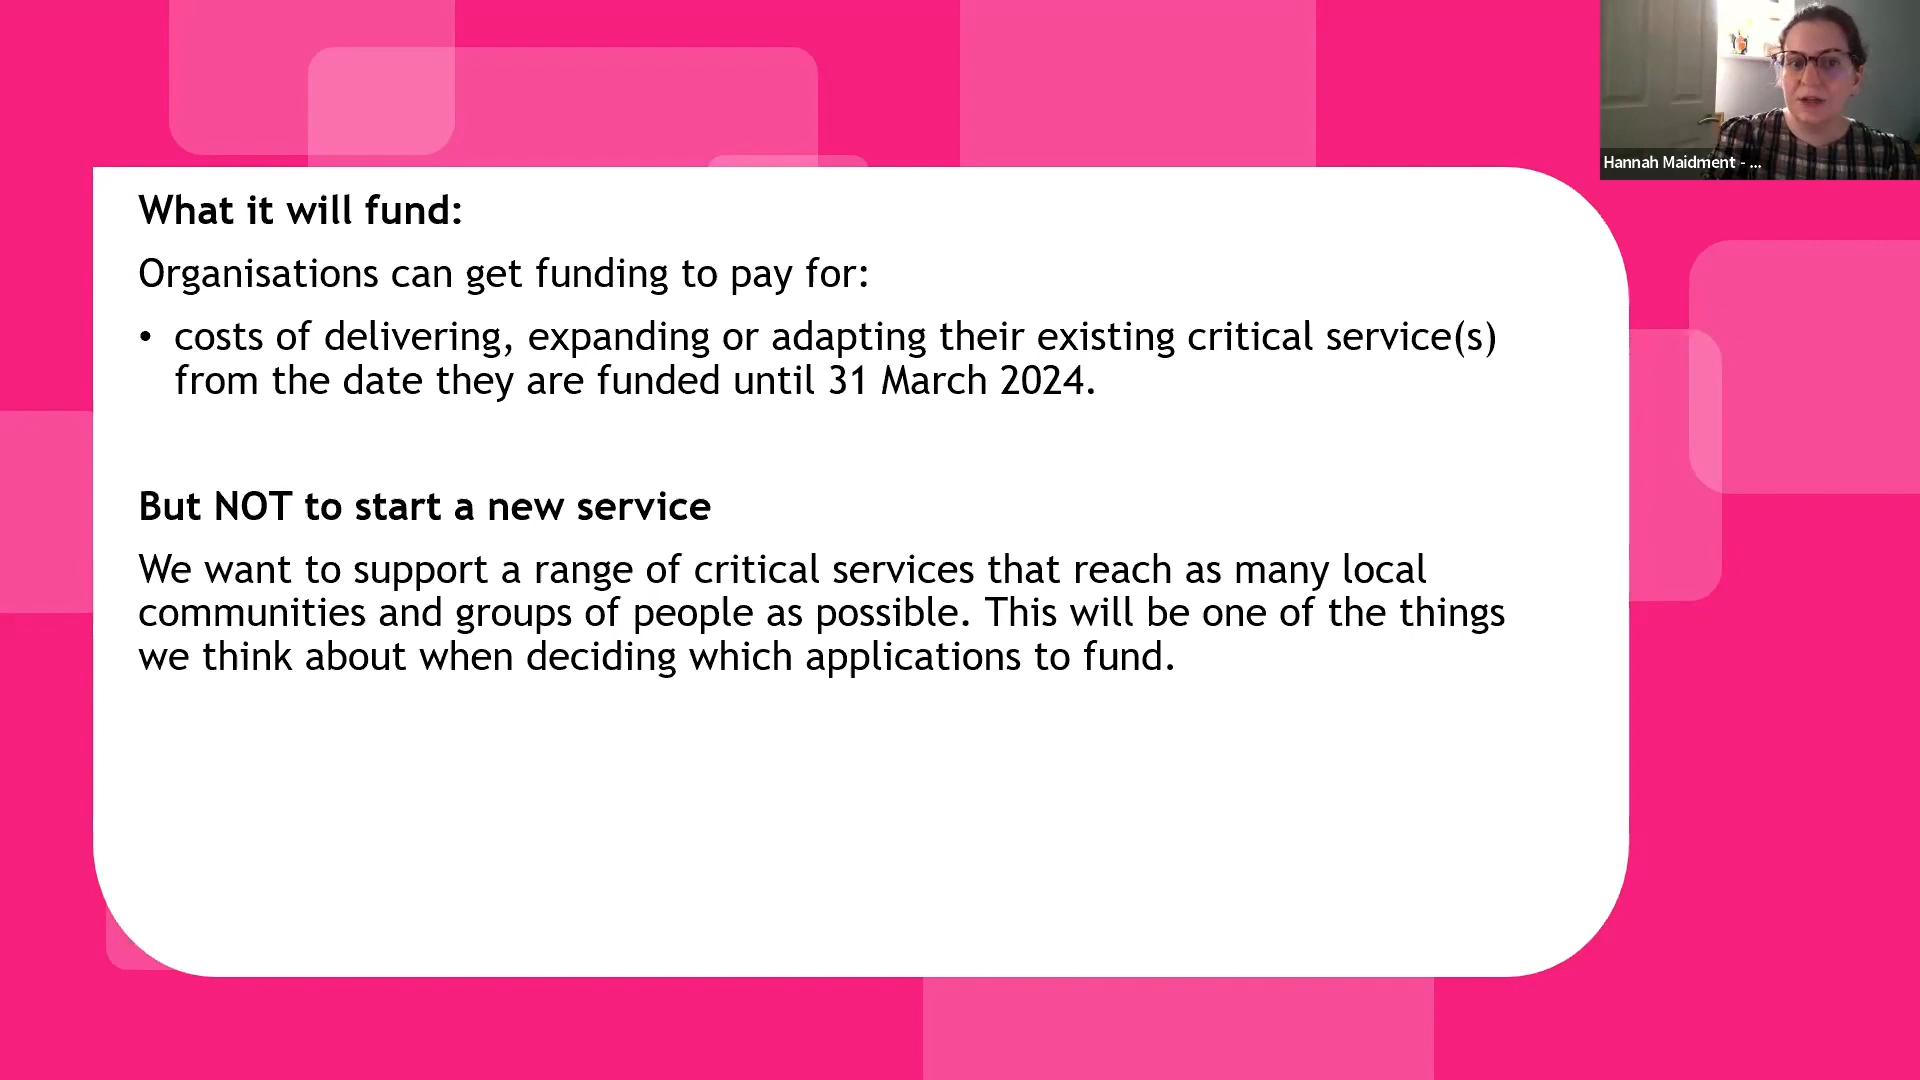 What it will fund:
Organisations can get funding to pay for:
• costs of delivering, expanding or adapting their existing critical service(s)
from the date they are funded until 31 March 2024.
But NOT to start a new service
We want to support a range of critical services that reach as many local
communities and groups of people as possible. This will be one of the things
we think about when deciding which applications to fund.
Hannah Maidment - ...